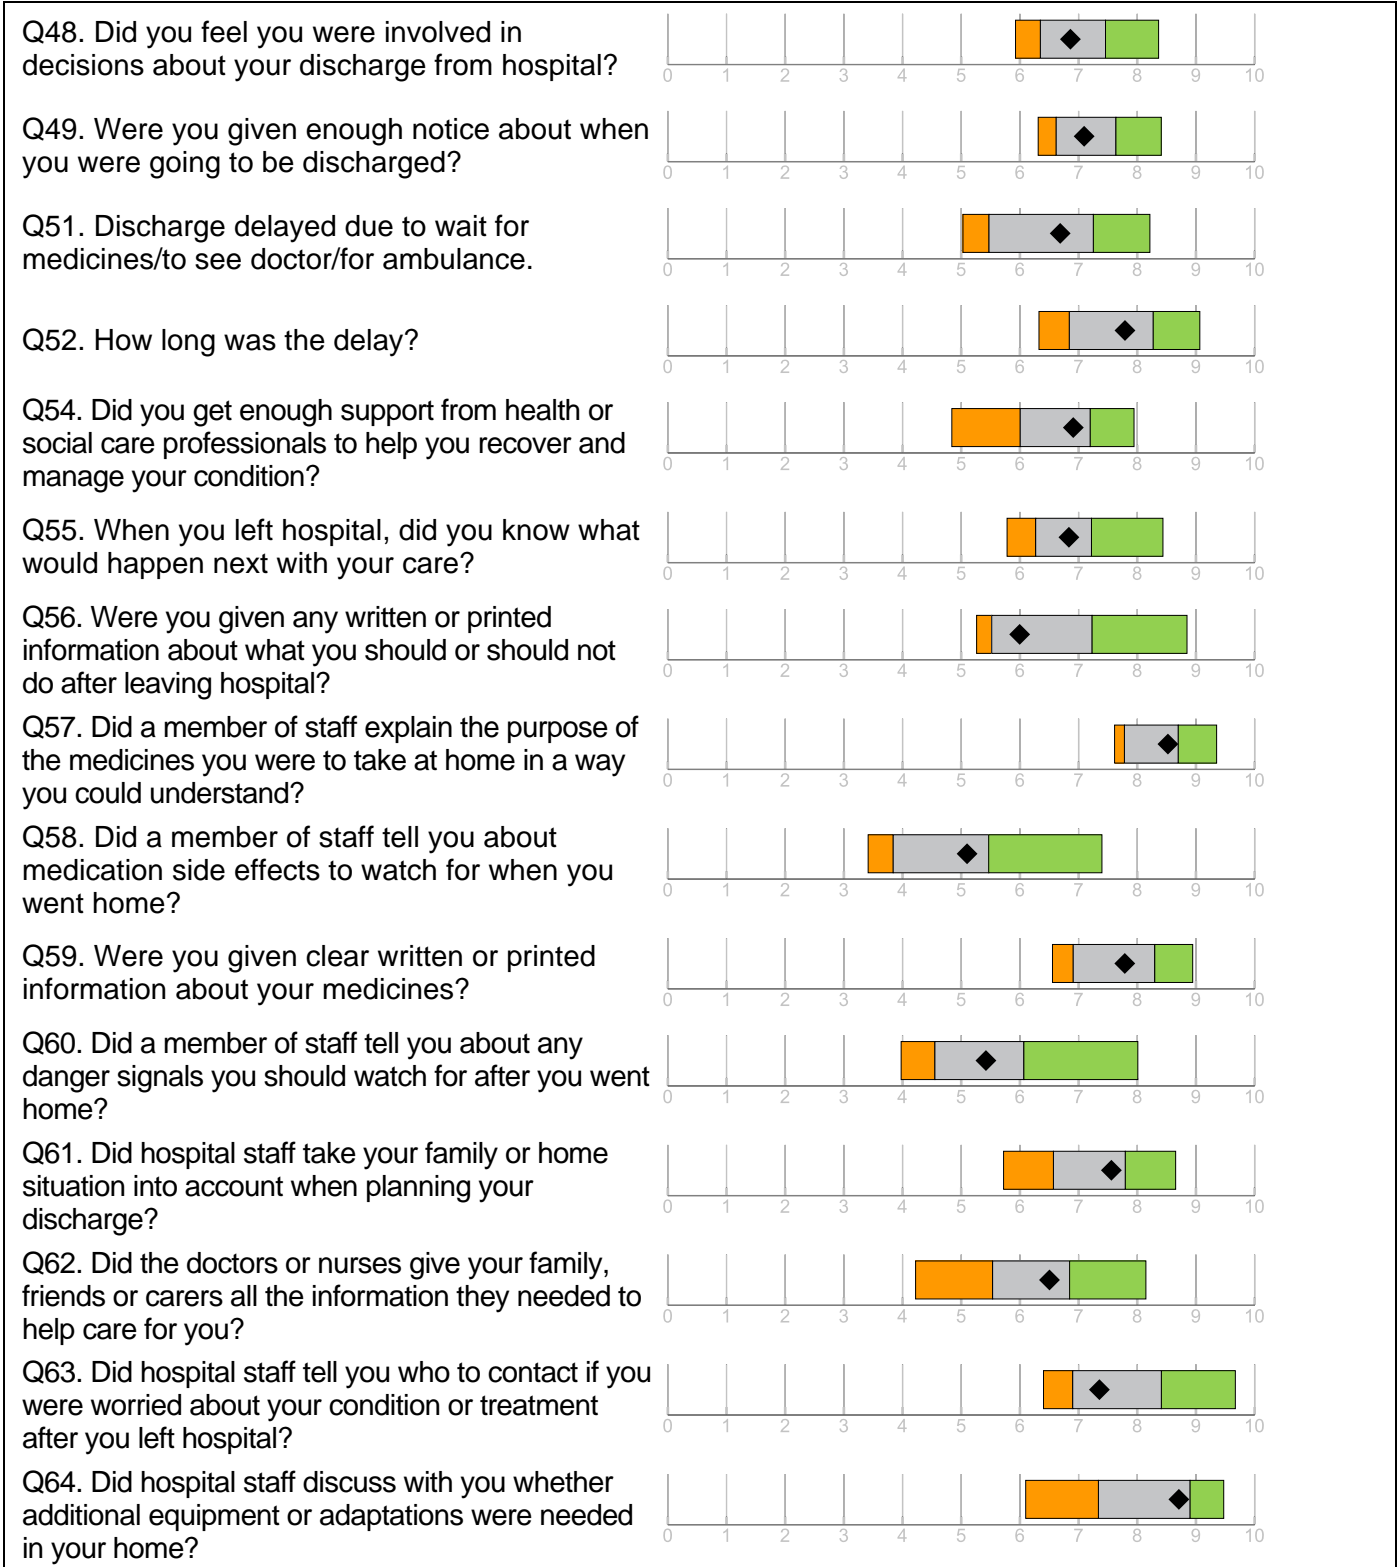 Q48. Did you feel you were involved in
decisions about your discharge from hospital?
0 1 2 3 4 5 6 7 8 9 10
Q49. Were you given enough notice about when
you were going to be discharged?
0 1 2 3 4 5 6 7 8 9 10
Q51. Discharge delayed due to wait for
medicines/to see doctor/for ambulance.
0 1 2 3 4 5 6 7 8 9 10
Q52. How long was the delay?
0 1 2 3 4 5 6 7 8 9 10
Q54. Did you get enough support from health or
social care professionals to help you recover and
manage your condition?
0 1 2 3 4 5 6 7 8 9 10
Q55. When you left hospital, did you know what
would happen next with your care?
0 1 2 3 4 5 6 7 8 9 10
Q56. Were you given any written or printed
information about what you should or should not
do after leaving hospital?
0 1 2 3 4 5 6 7 8 9 10
Q57. Did a member of staff explain the purpose of
the medicines you were to take at home in a way
you could understand?
0 1 2 3 4 5 6 7 8 9 10
Q58. Did a member of staff tell you about
medication side effects to watch for when you
went home?
0 1 2 3 4 5 6 7 8 9 10
Q59. Were you given clear written or printed
information about your medicines?
0 1 2 3 4 5 6 7 8 9 10
Q60. Did a member of staff tell you about any
danger signals you should watch for after you went
home?
0 1 2 3 4 5 6 7 8 9 10
Q61. Did hospital staff take your family or home
situation into account when planning your
discharge?
0 1 2 3 4 5 6 7 8 9 10
Q62. Did the doctors or nurses give your family,
friends or carers all the information they needed to
help care for you?
0 1 2 3 4 5 6 7 8 9 10
Q63. Did hospital staff tell you who to contact if you
were worried about your condition or treatment
after you left hospital?
0 1 2 3 4 5 6 7 8 9 10
Q64. Did hospital staff discuss with you whether
additional equipment or adaptations were needed
in your home?
0 1 2 3 4 5 6 7 8 9 10